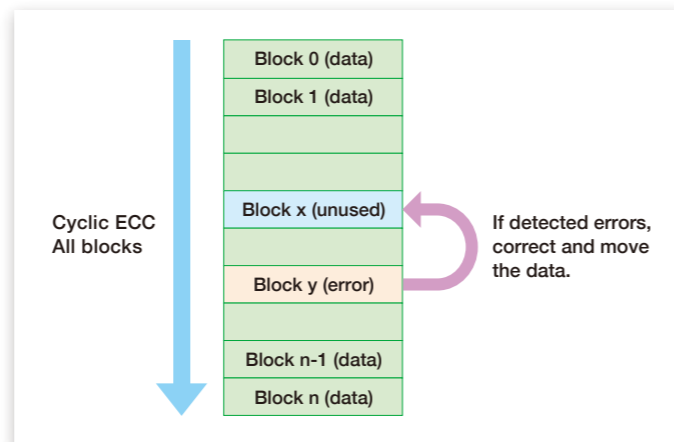 Block 0 (data)
Block 1 (data)
Block x (unused)
Cyclic ECC
All blocks
If detected errors,
correct and move
the data.
Block y (error)
Block n-1 (data)
Block n (data)